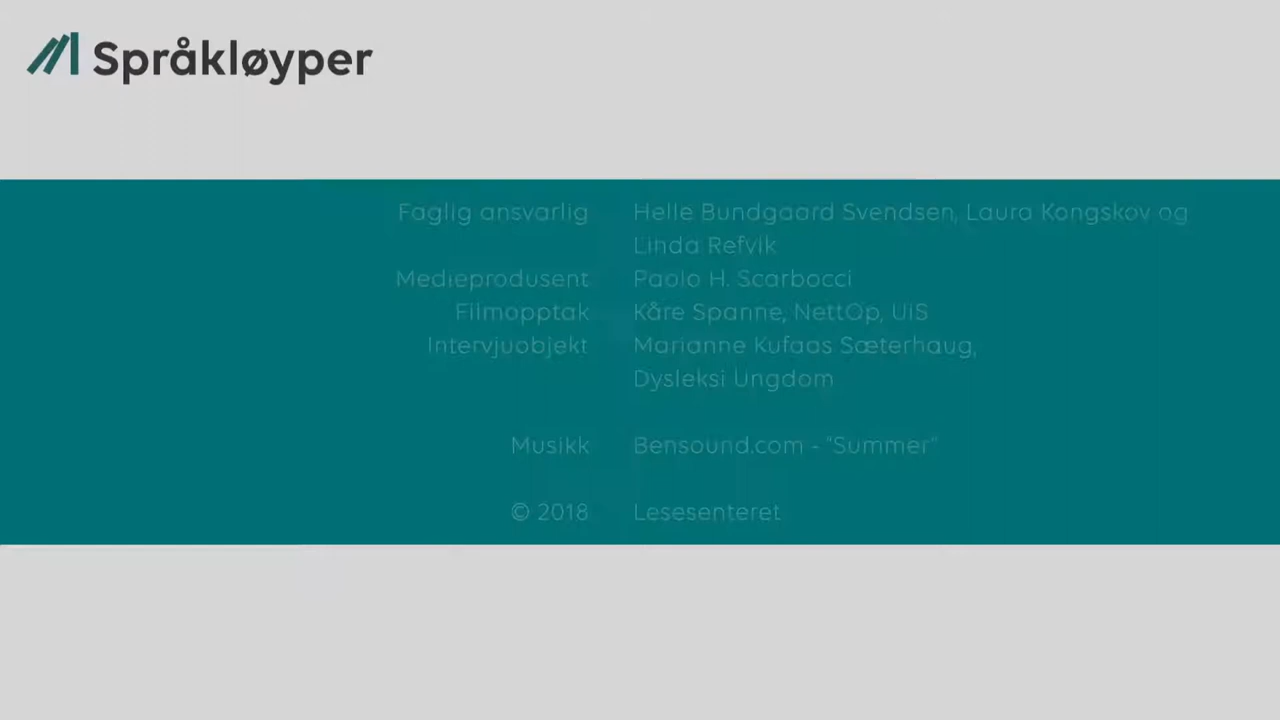 Språkløyper
Faglig ansvarlig Helle Bundgaard Svendsen, Laura Kongskov og
Linda Refvik
Medieprodusent Paolo H. Scarbocci
Filmopptak Kåre Spanne, NettOp, UiS
Intervjuobjekt Marianne Kufaas Sæterhaug,
Dysleksi Ungdom
Musikk Bensound.com - "Summer"
© 2018 Lesesenteret